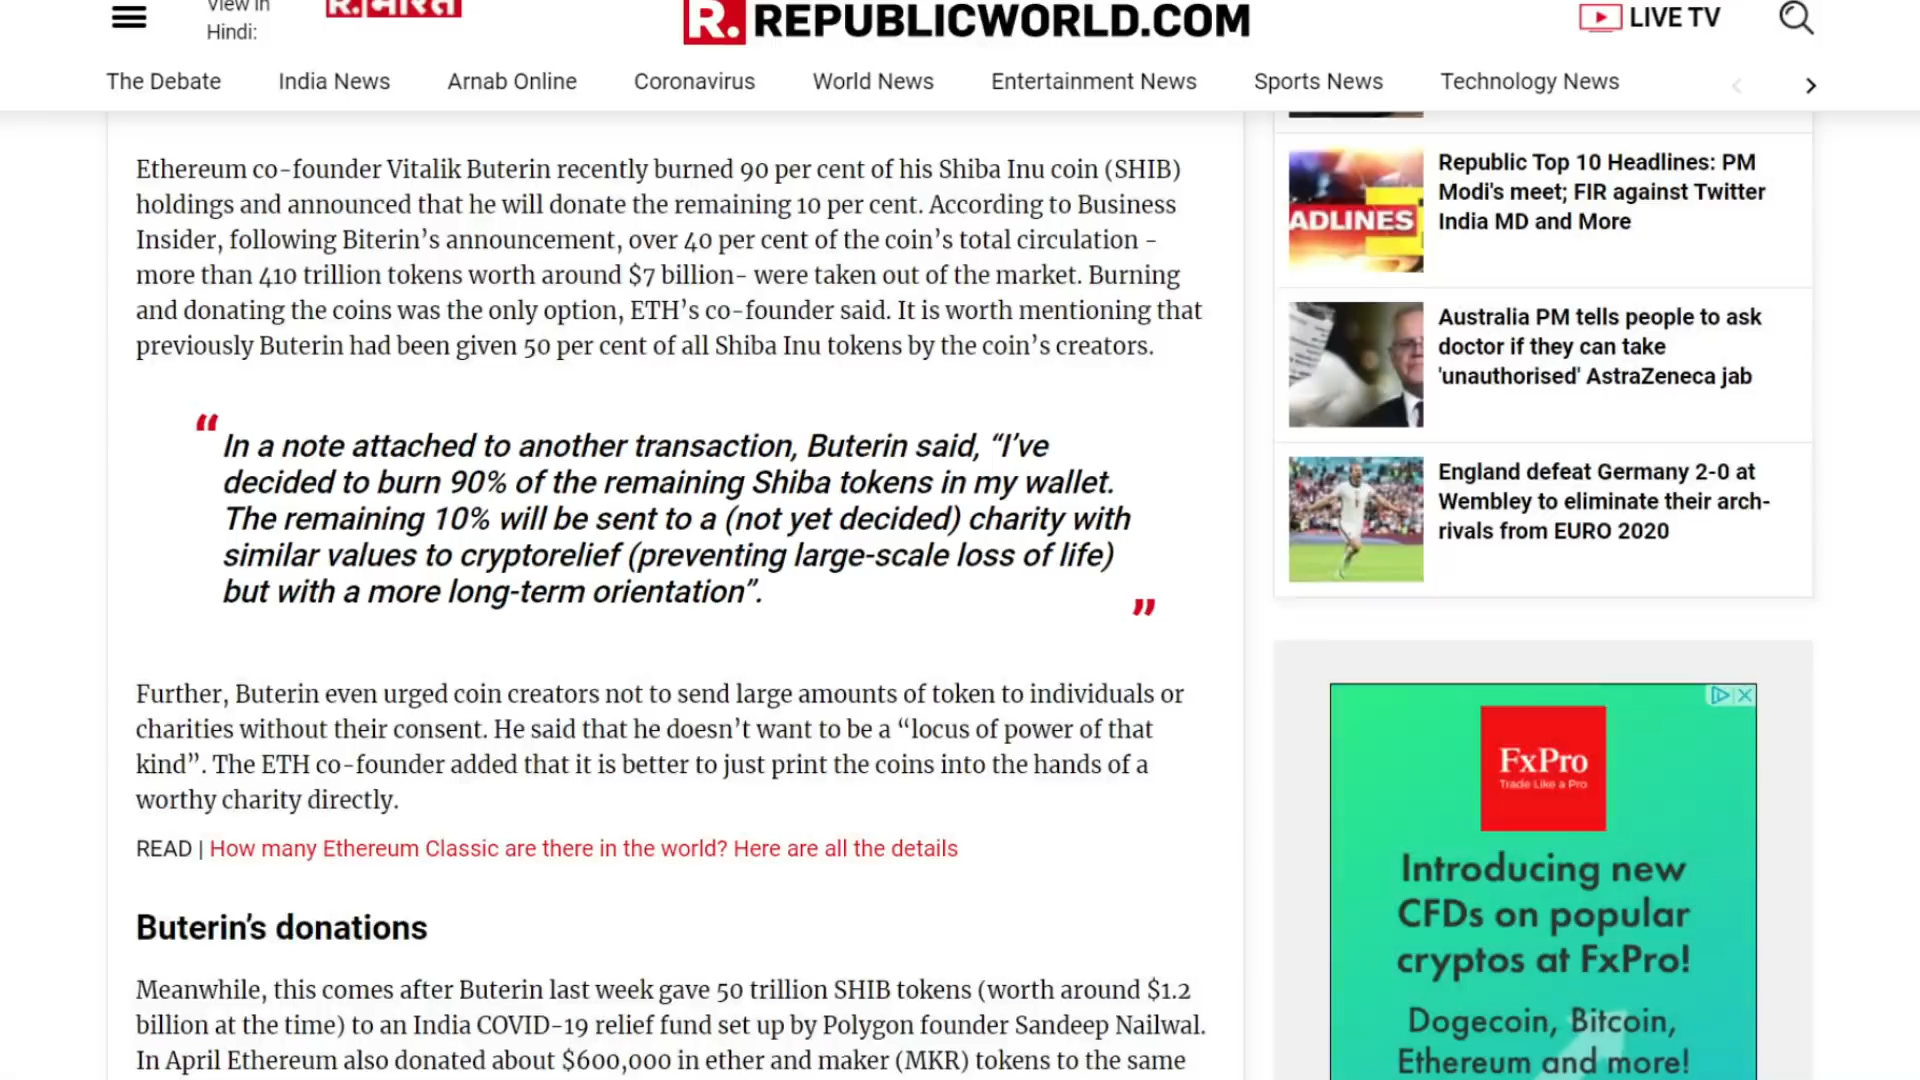 View in
Hindi:
R.भारत
R.REPUBLICWORLD.COM
LIVE TV
The Debate
India News
Arnab Online
Coronavirus
World News
Entertainment News
Sports News
Technology News
Ethereum co-founder Vitalik Buterin recently burned 90 per cent of his Shiba Inu coin (SHIB)
holdings and announced that he will donate the remaining 10 per cent. According to Business
Insider, following Biterin’s announcement, over 40 per cent of the coin’s total circulation -
more than 410 trillion tokens worth around $7 billion- were taken out of the market. Burning
and donating the coins was the only option, ETH’s co-founder said. It is worth mentioning that
previously Buterin had been given 50 per cent of all Shiba Inu tokens by the coin’s creators.
“
In a note attached to another transaction, Buterin said, “I’ve
decided to burn 90% of the remaining Shiba tokens in my wallet.
The remaining 10% will be sent to a (not yet decided) charity with
similar values to cryptorelief (preventing large-scale loss of life)
but with a more long-term orientation”.
”
Further, Buterin even urged coin creators not to send large amounts of token to individuals or
charities without their consent. He said that he doesn’t want to be a “locus of power of that
kind”. The ETH co-founder added that it is better to just print the coins into the hands of a
worthy charity directly.
READ | How many Ethereum Classic are there in the world? Here are all the details
Buterin’s donations
Meanwhile, this comes after Buterin last week gave 50 trillion SHIB tokens (worth around $1.2
billion at the time) to an India COVID-19 relief fund set up by Polygon founder Sandeep Nailwal.
In April Ethereum also donated about $600,000 in ether and maker (MKR) tokens to the same
ADLINES
Republic Top 10 Headlines: PM
Modi's meet; FIR against Twitter
India MD and More
Australia PM tells people to ask
doctor if they can take
'unauthorised' AstraZeneca jab
England defeat Germany 2-0 at
Wembley to eliminate their arch-
rivals from EURO 2020
FxPro
Trade Like a Pro
Introducing new
CFDs on popular
cryptos at FxPro!
Dogecoin, Bitcoin,
Ethereum and more!